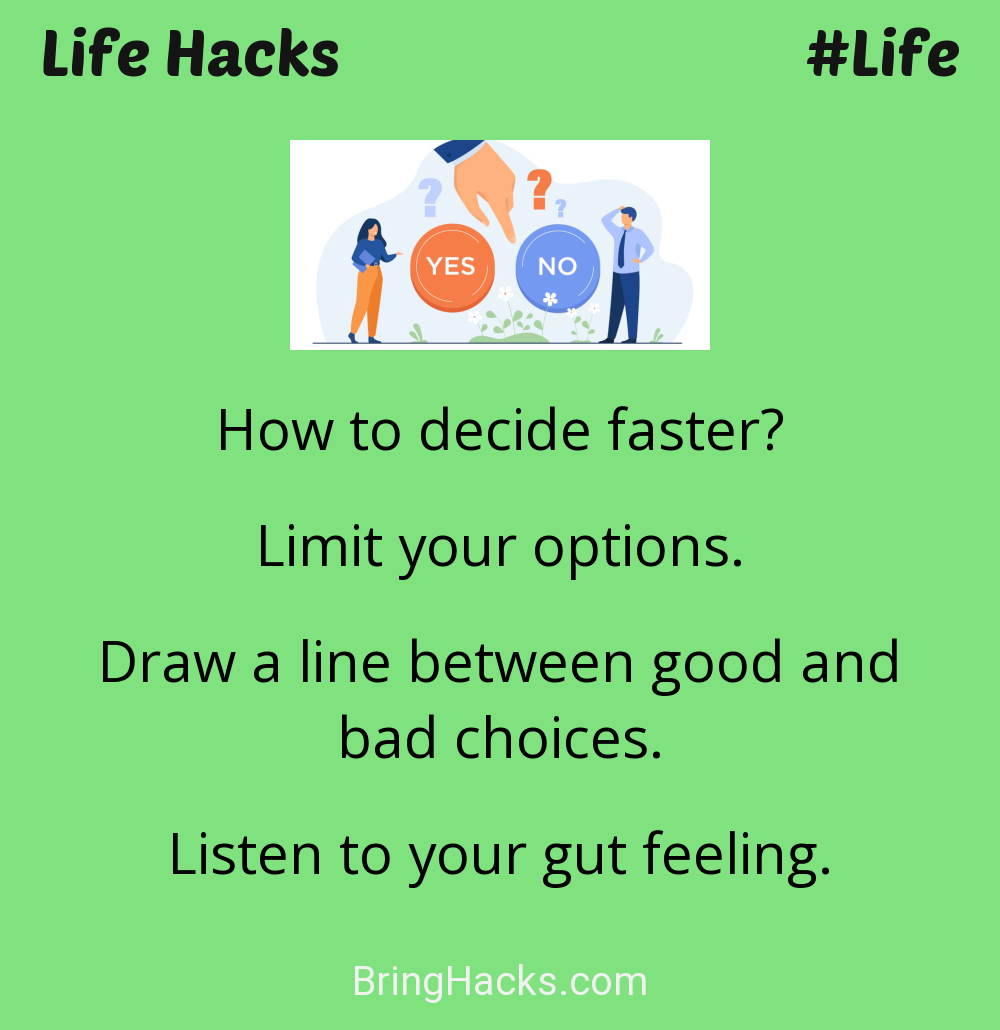 Life Hacks
#Life
? ? ?
YES
NO
How to decide faster?
Limit your options.
Draw a line between good and
bad choices.
Listen to your gut feeling.
BringHacks.com